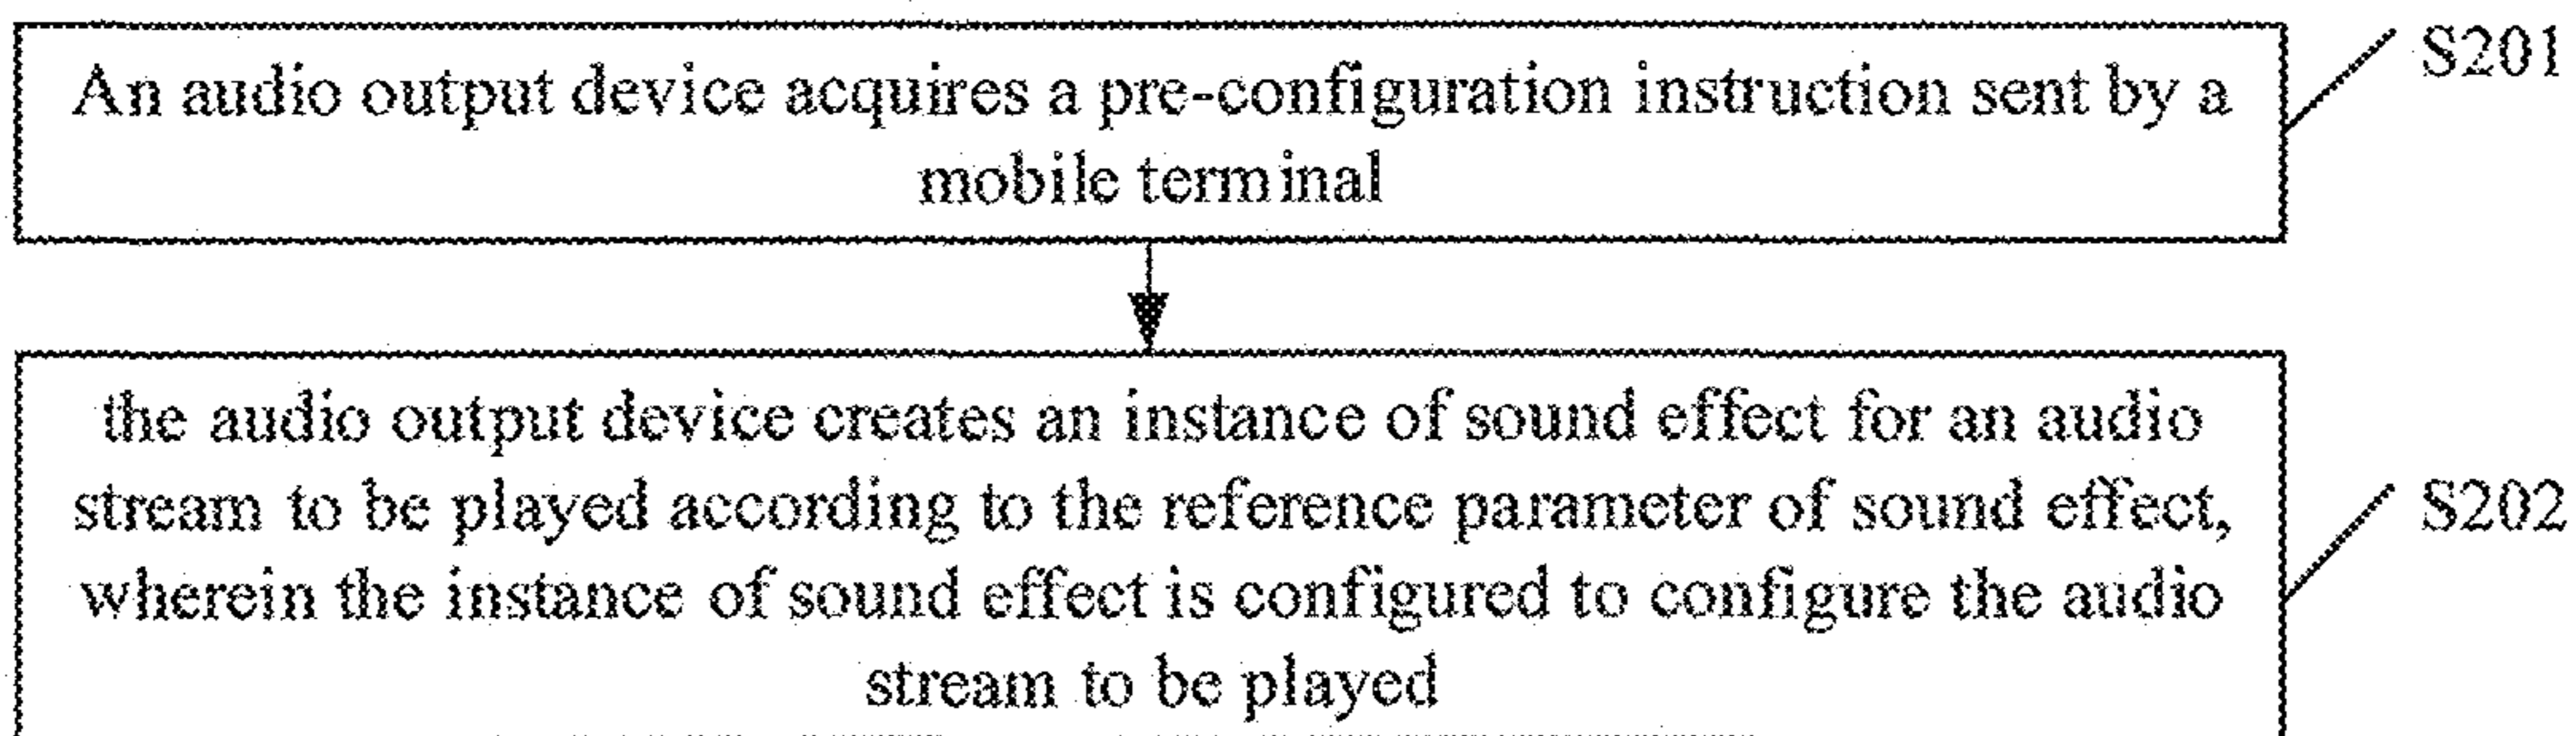 An audio output device acquires a pre-configuration instruction sent by a
mobile terminal
S201
the audio output device creates an instance of sound effect for an audio
stream to be played according to the reference parameter of sound effect,
wherein the instance of sound effect is configured to configure the audio
stream to be played
S202